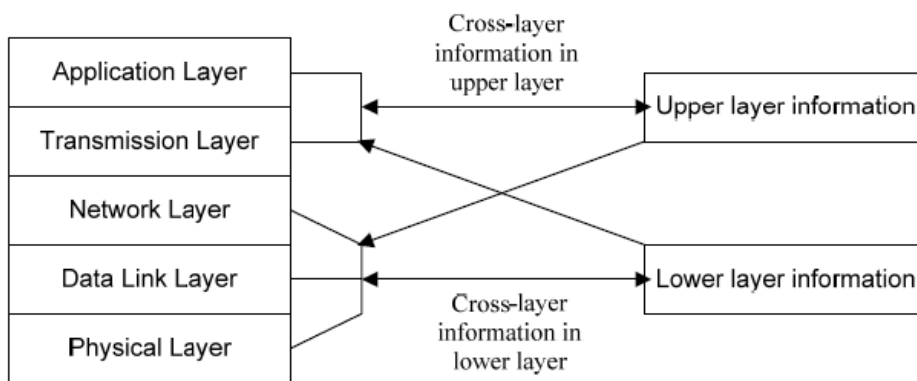 Cross-layer
information in
upper layer
Application Layer
Transmission Layer
Network Layer
Data Link Layer
Physical Layer
Upper layer information
Lower layer information
Cross-layer
information in
lower layer